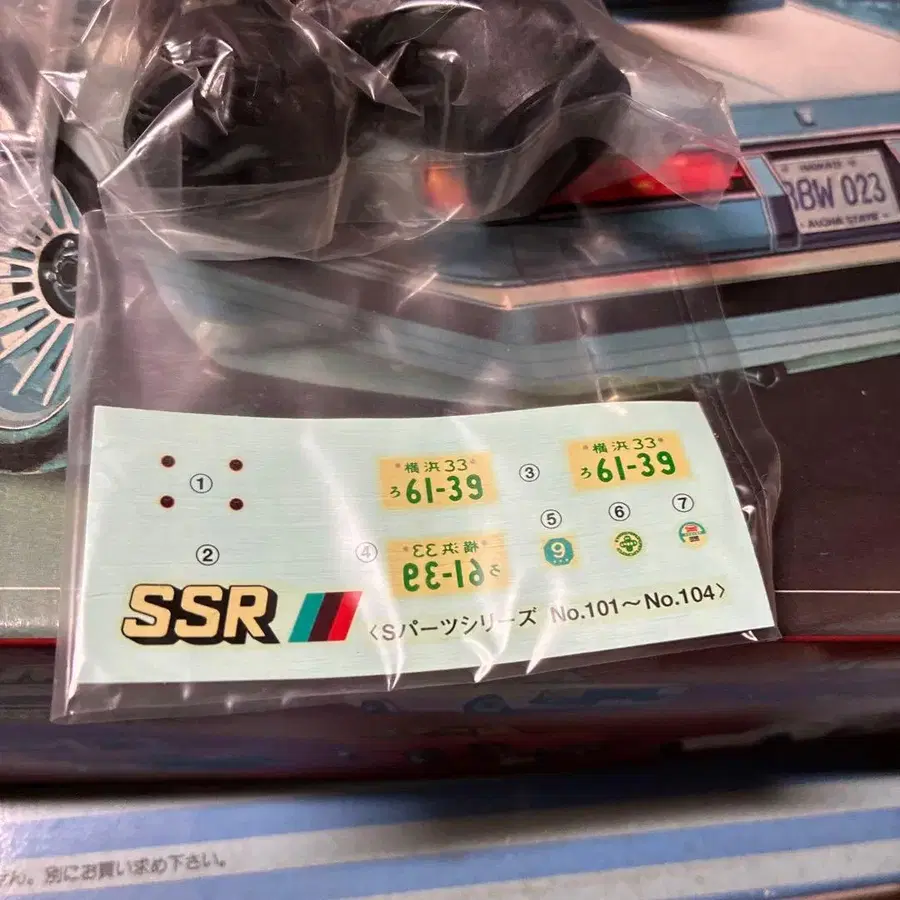 HAWAII
BBW 023
ALOHA STATE
横浜33
ろ61-39
③
横浜33
ろ61-39
①
②
④
横浜33
ろ61-39
⑤
9
⑥
⑦
SSR
〈Sパーツシリーズ No.101〜No.104〉
ん。別にお買い求め下さい。